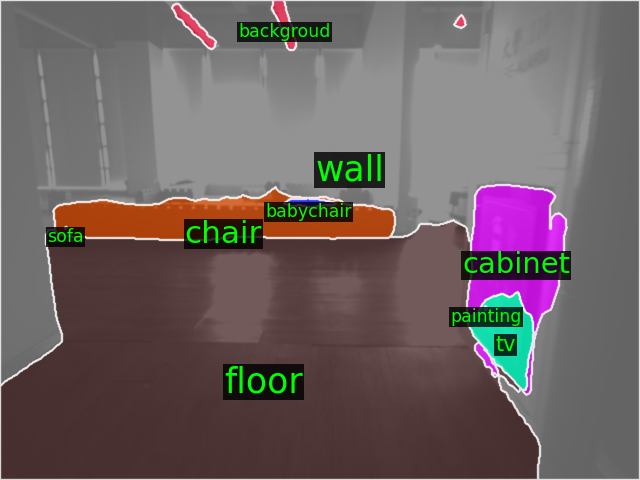 backgroud
wall
babychair
chair
sofa
cabinet
painting
tv
floor